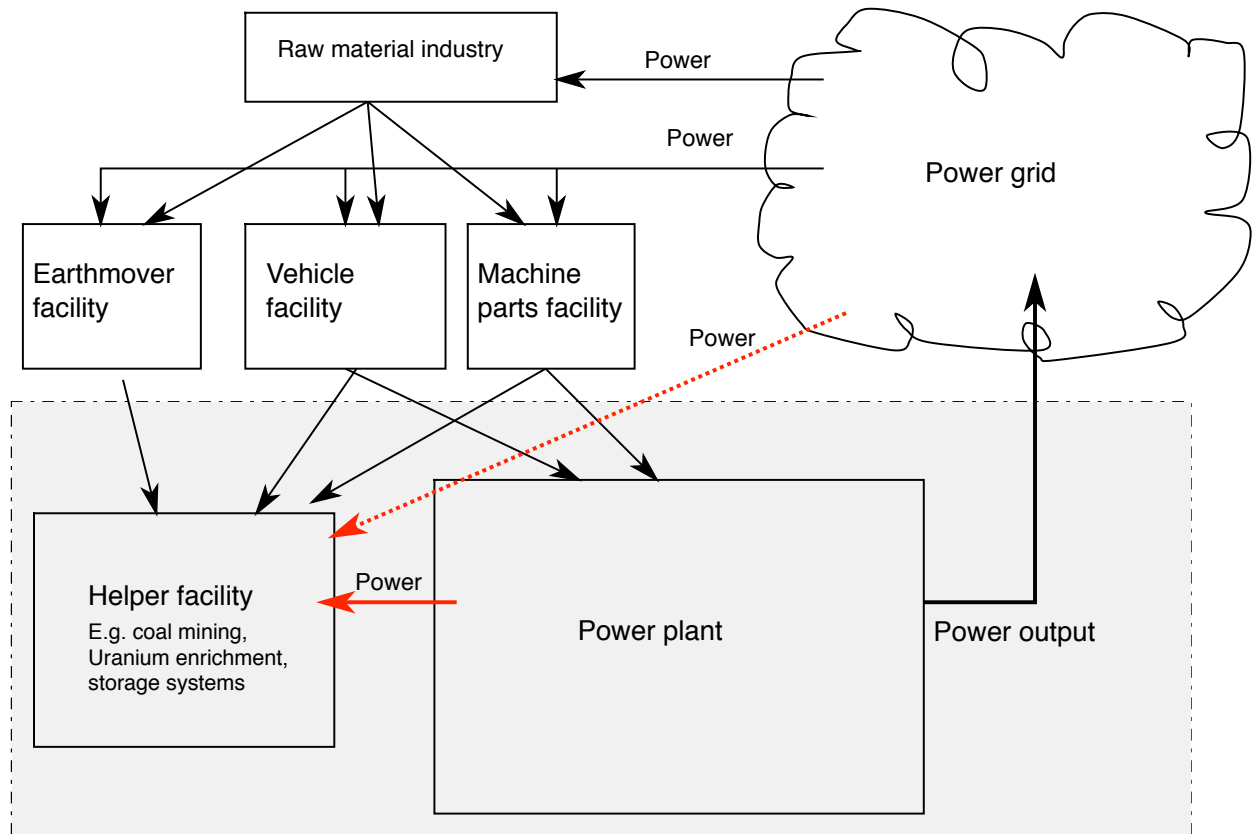 Raw material industry
Power
Power
Power grid
Earthmover
facility
Vehicle
facility
Machine
parts facility
Power
Helper facility
E.g. coal mining,
Uranium enrichment,
storage systems
Power
Power plant
Power output